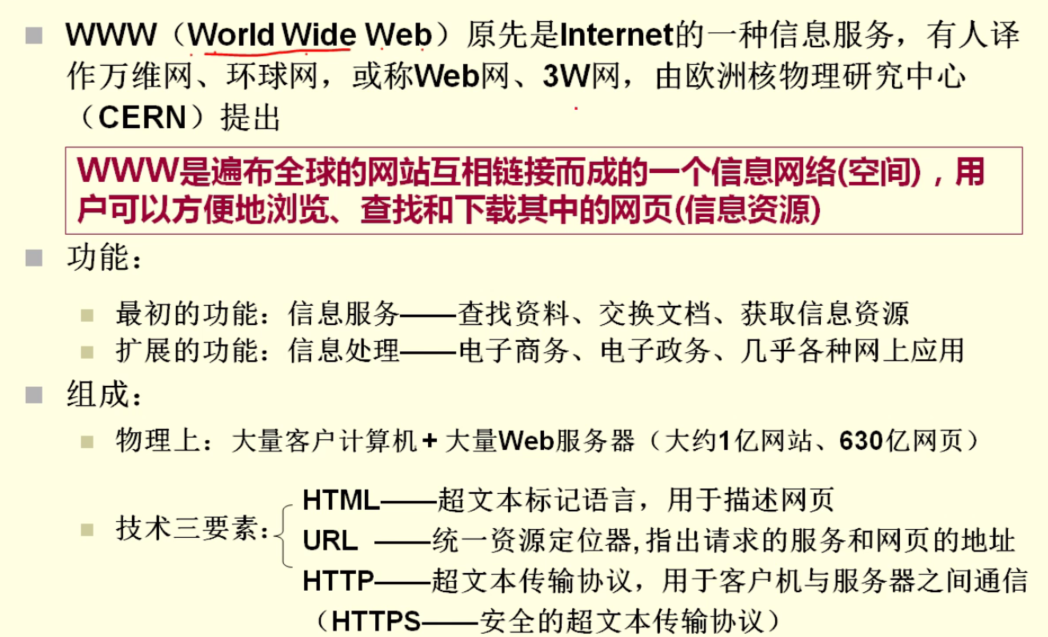 WWW（World Wide Web）原先是Internet的一种信息服务，有人译
作万维网、环球网，或称Web网、3W网，由欧洲核物理研究中心
（CERN）提出
WWW是遍布全球的网站互相链接而成的一个信息网络(空间)，用
户可以方便地浏览、查找和下载其中的网页(信息资源)
功能：
最初的功能：信息服务——查找资料、交换文档、获取信息资源
扩展的功能：信息处理——电子商务、电子政务、几乎各种网上应用
组成：
物理上：大量客户计算机+大量Web服务器（大约1亿网站、630亿网页）
技术三要素：
HTML——超文本标记语言，用于描述网页
URL ——统一资源定位器,指出请求的服务和网页的地址
HTTP——超文本传输协议，用于客户机与服务器之间通信
（HTTPS——安全的超文本传输协议）